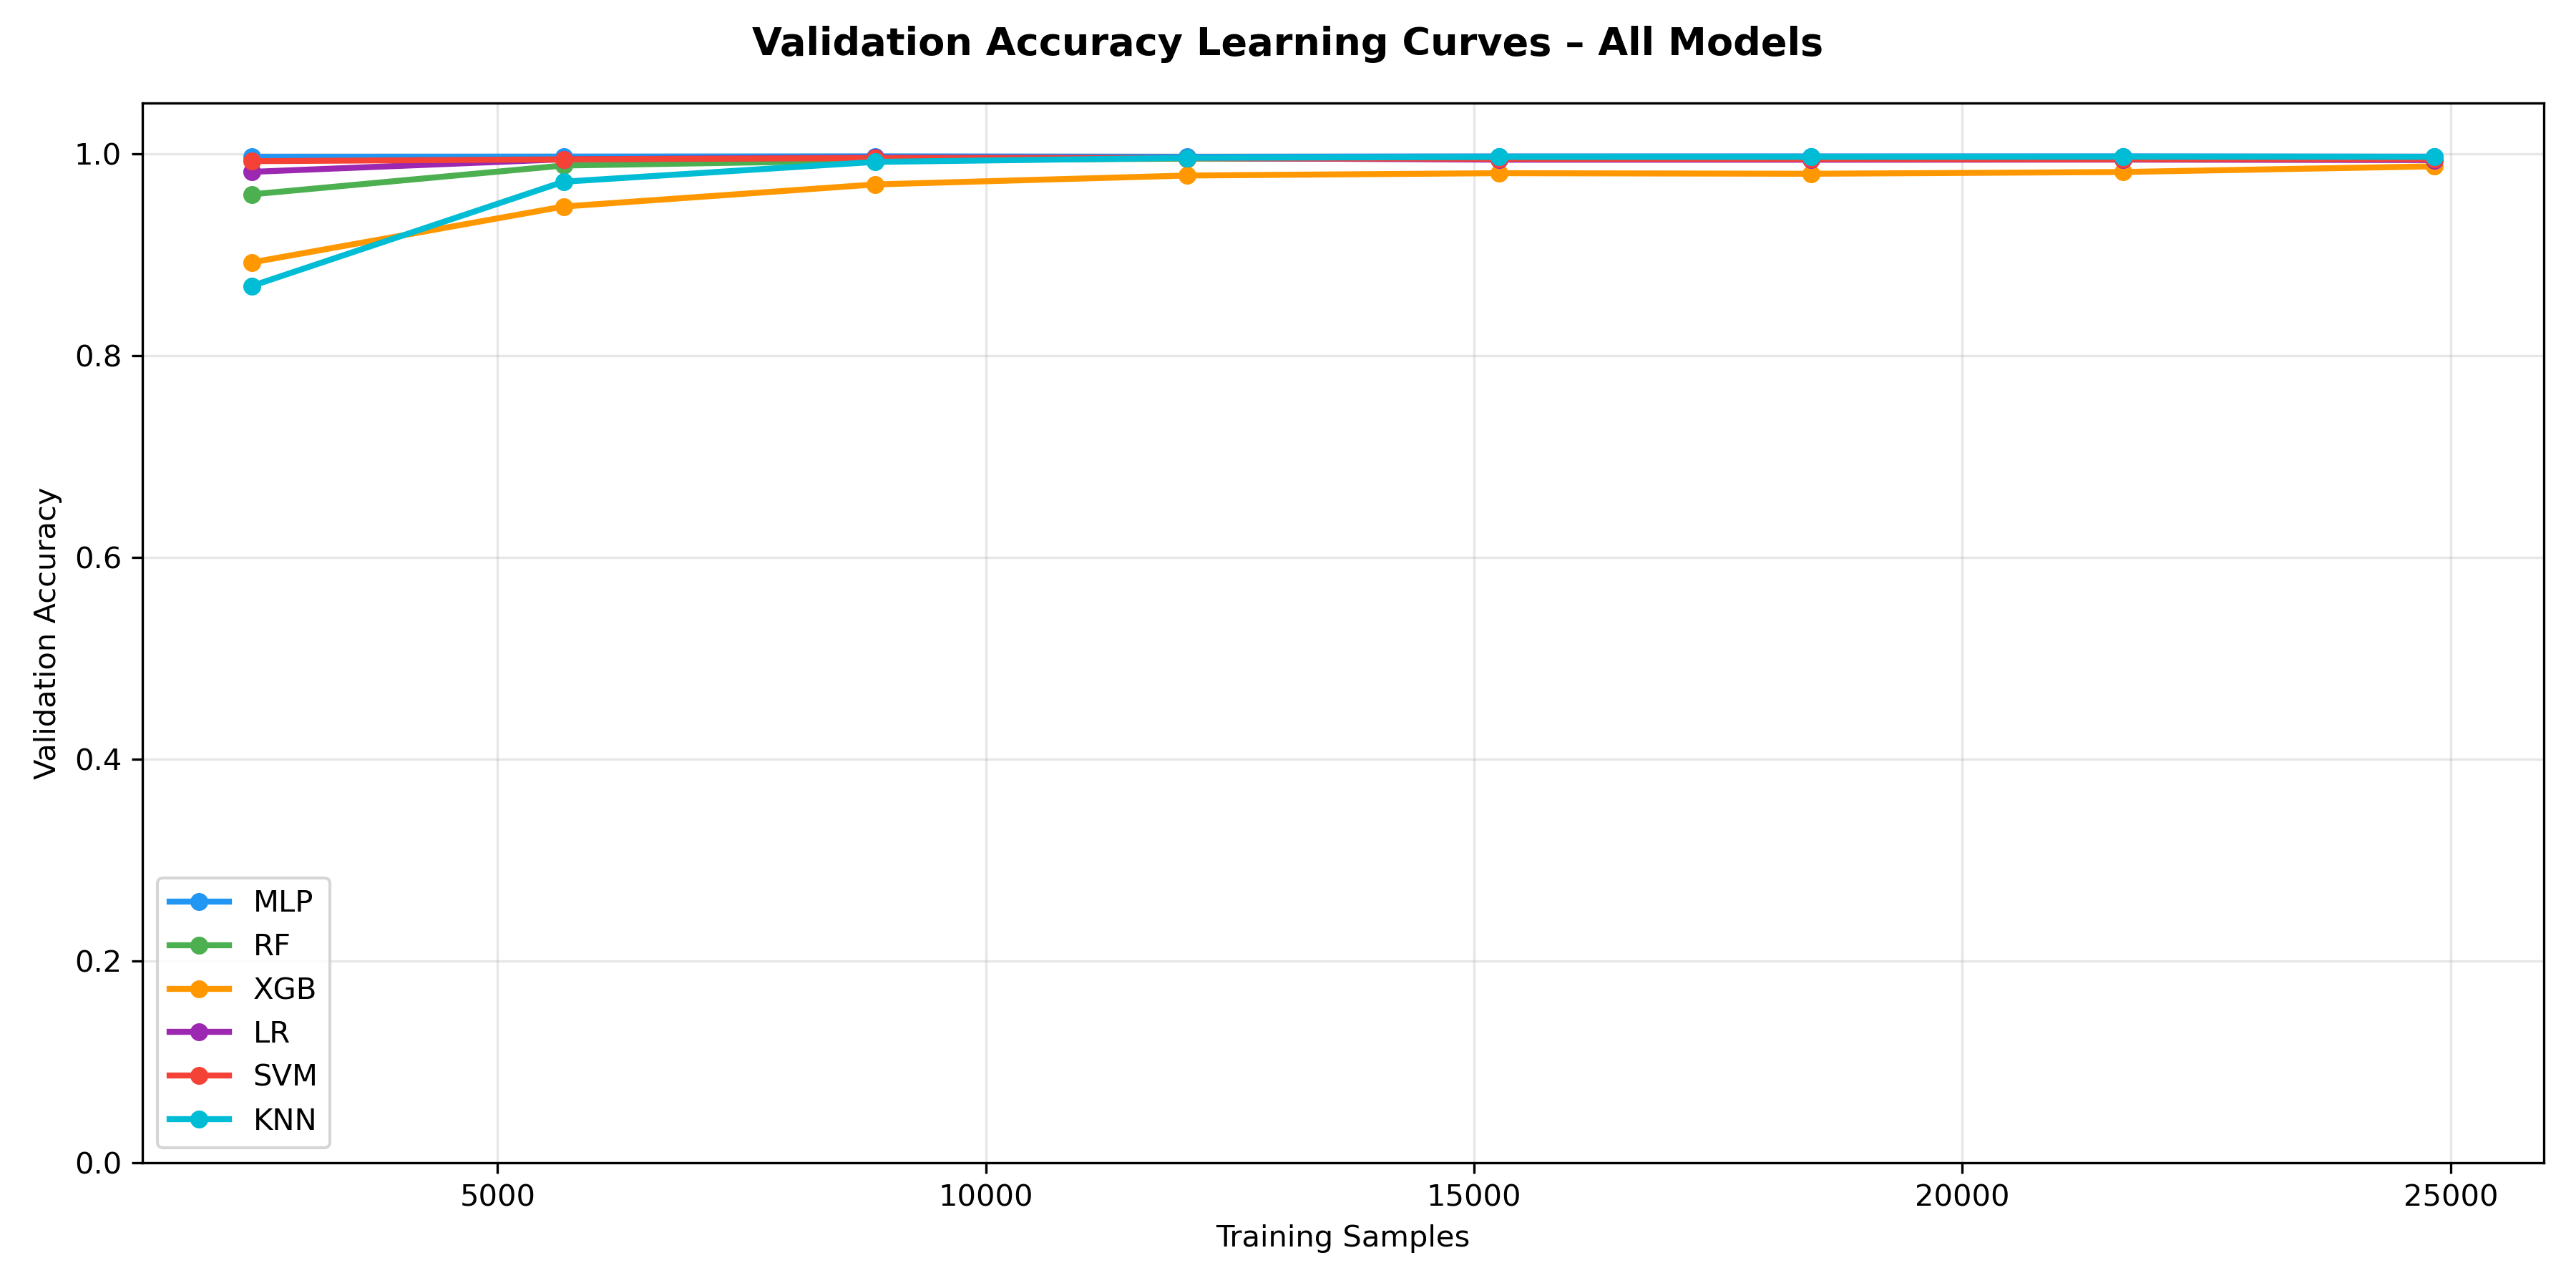 Validation Accuracy Learning Curves – All Models
Validation Accuracy
1.0
0.8
0.6
0.4
0.2
0.0
MLP
RF
XGB
LR
SVM
KNN
5000 10000 15000 20000 25000
Training Samples